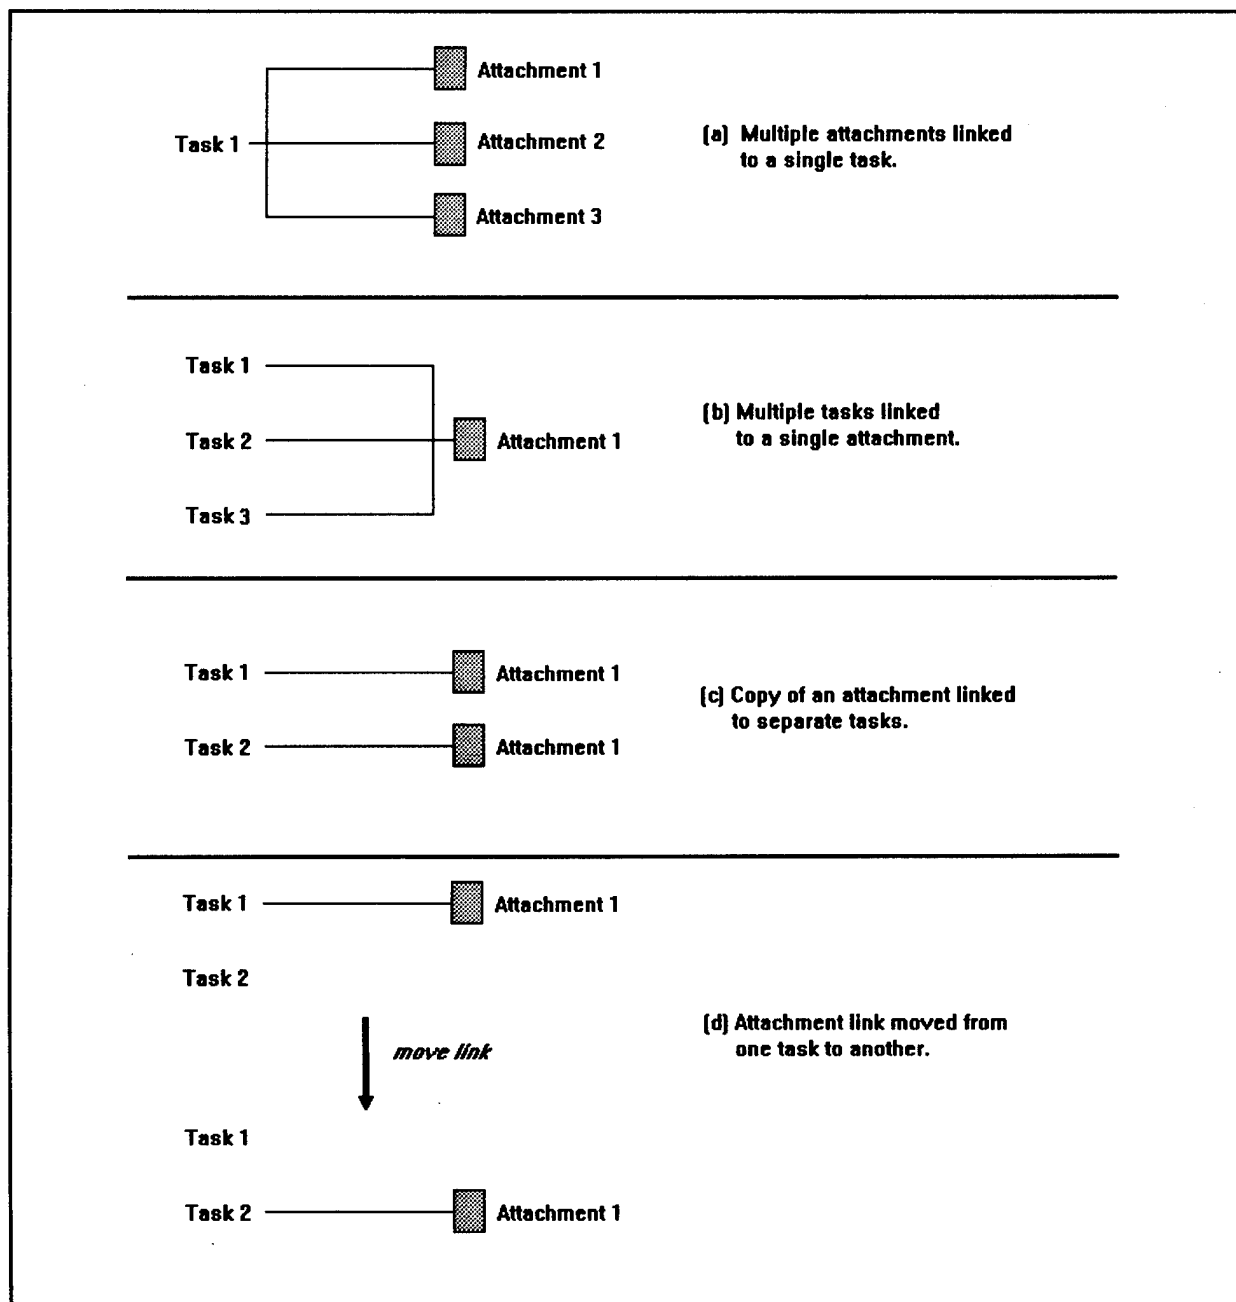 Attachment 1
Task 1
Attachment 2
Attachment 3
(a) Multiple attachments linked
to a single task.
Task 1
Task 2
Attachment 1
Task 3
(b) Multiple tasks linked
to a single attachment.
Task 1
Attachment 1
Task 2
Attachment 1
(c) Copy of an attachment linked
to separate tasks.
Task 1
Attachment 1
Task 2
move link
(d) Attachment link moved from
one task to another.
Task 1
Task 2
Attachment 1